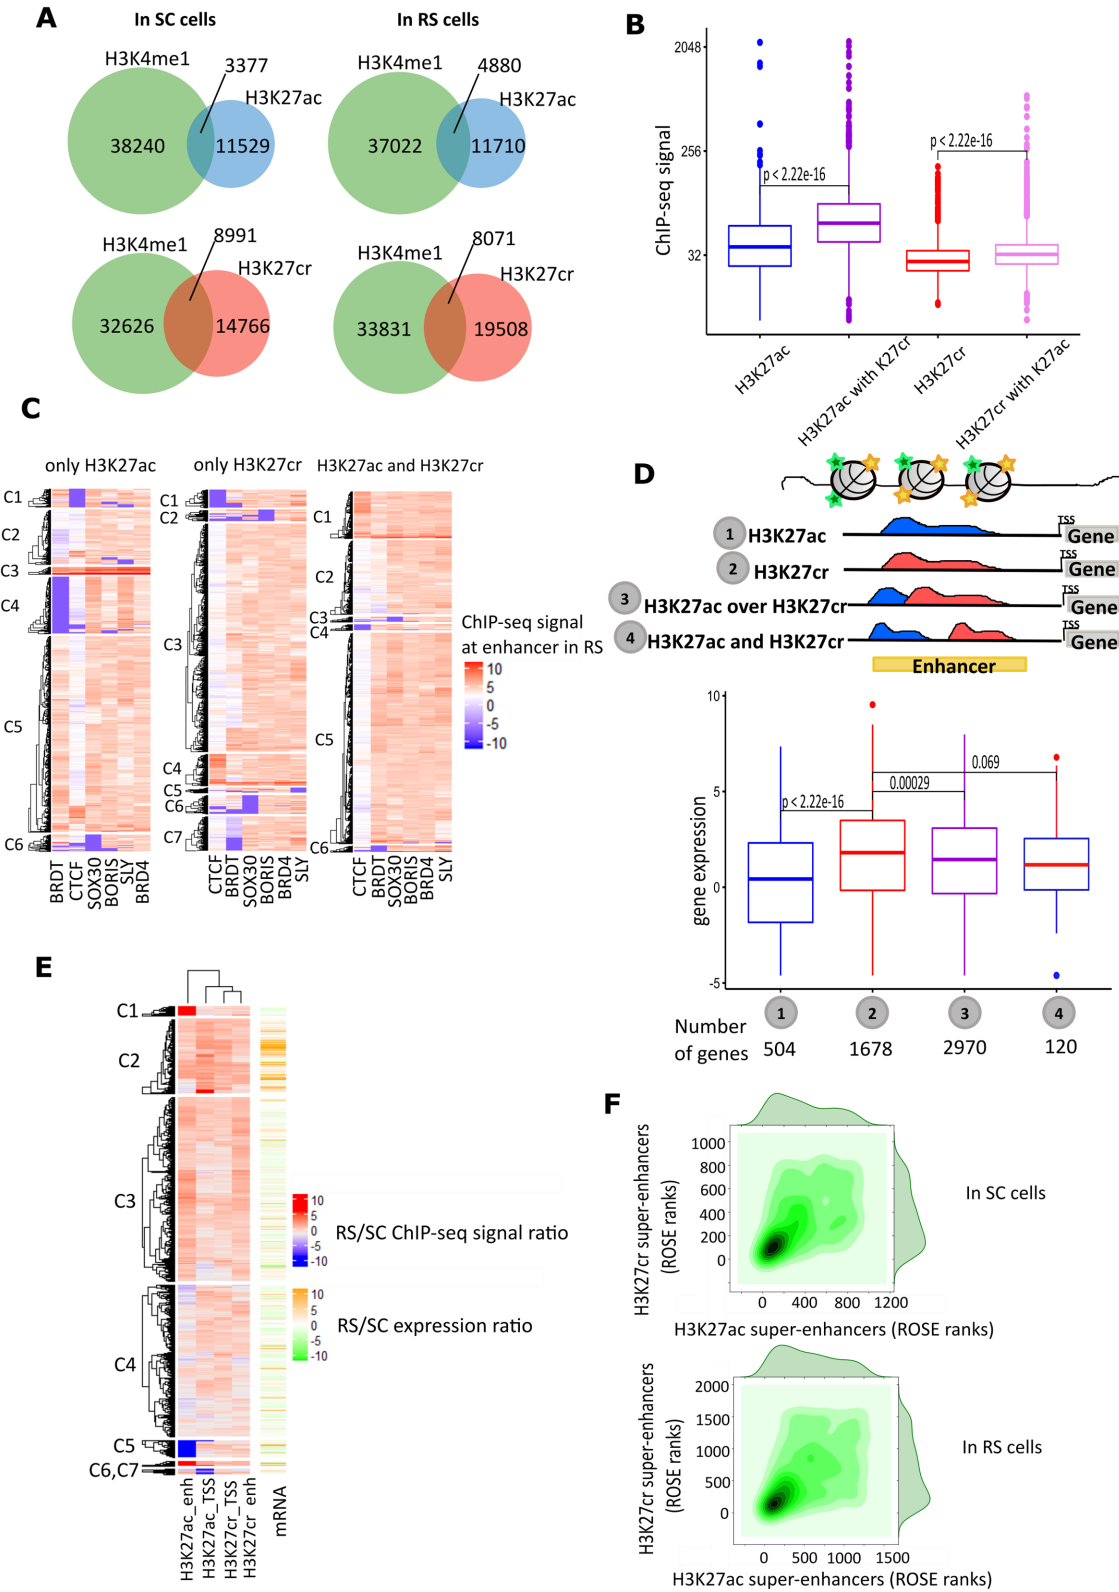 A
In SC cells
In RS cells
H3K4me1
3377
H3K27ac
38240
11529
H3K4me1
4880
H3K27ac
37022
11710
H3K4me1
8991
H3K27cr
32626
14766
H3K4me1
8071
H3K27cr
33831
19508
B
ChIP-seq signal
2048
256
32
p < 2.22e-16
p < 2.22e-16
H3K27ac
H3K27ac with K27cr
H3K27cr
H3K27cr with K27ac
C
only H3K27ac
C1
C2
C3
C4
C5
C6
BRDT
CTCF
SOX30
BORIS
SLY
BRD4
only H3K27cr
C1
C2
C3
C4
C5
C6
C7
CTCF
BRDT
SOX30
BORIS
BRD4
SLY
H3K27ac and H3K27cr
C1
C2
C3
C4
C5
C6
CTCF
BRDT
SOX30
BORIS
BRD4
SLY
ChIP-seq signal
at enhancer in RS
10
5
0
-5
-10
D
1 H3K27ac TSS Gene
2 H3K27cr TSS Gene
3 H3K27ac over H3K27cr TSS Gene
4 H3K27ac and H3K27cr TSS Gene
Enhancer
gene expression
10
5
0
-5
p < 2.22e-16
0.00029
0.069
1 2 3 4
Number
of genes
504 1678 2970 120
E
C1
C2
C3
C4
C5
C6,C7
H3K27ac_enh
H3K27ac_TSS
H3K27cr_TSS
H3K27cr_enh
mRNA
10
5
0
-5
-10
RS/SC ChIP-seq signal ratio
10
5
0
-5
-10
RS/SC expression ratio
F
H3K27cr super-enhancers
(ROSE ranks)
1000
800
600
400
200
0
0 400 800 1200
H3K27ac super-enhancers (ROSE ranks)
In SC cells
H3K27cr super-enhancers
(ROSE ranks)
2000
1500
1000
500
0
0 500 1000 1500
H3K27ac super-enhancers (ROSE ranks)
In RS cells